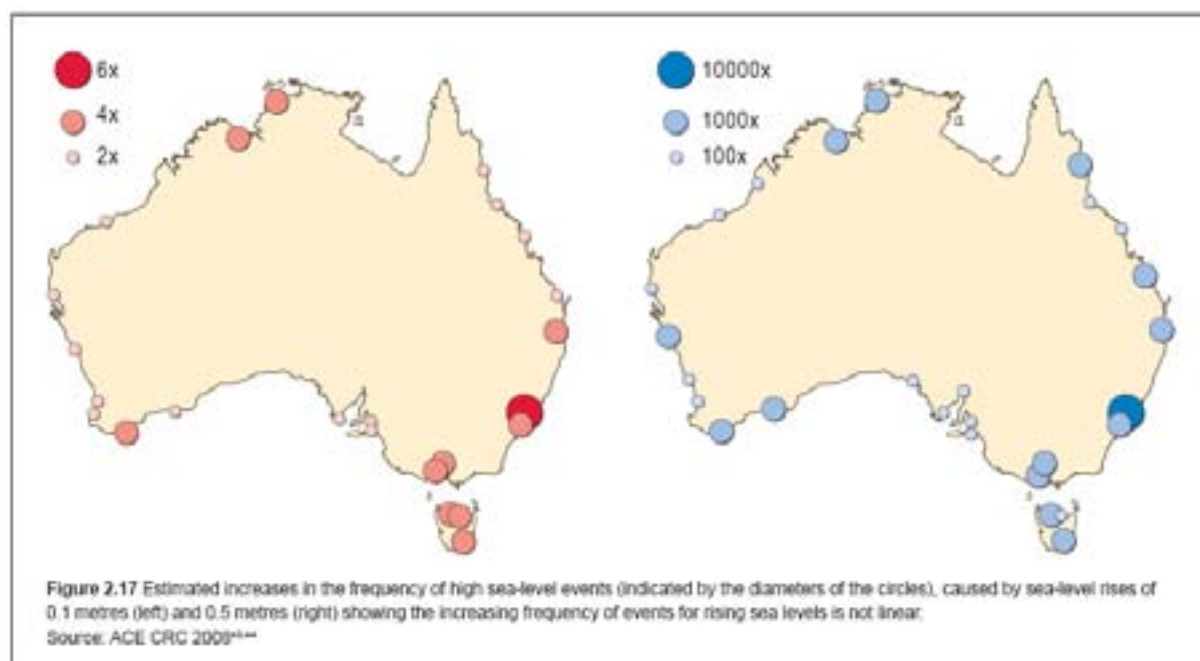 6x
4x
2x
10000x
1000x
100x
Figure 2.17 Estimated increases in the frequency of high sea-level events (indicated by the diameters of the circles), caused by sea-level rises of
0.1 metres (left) and 0.5 metres (right) showing the increasing frequency of events for rising sea levels is not linear.
Source: ACE CRC 2008